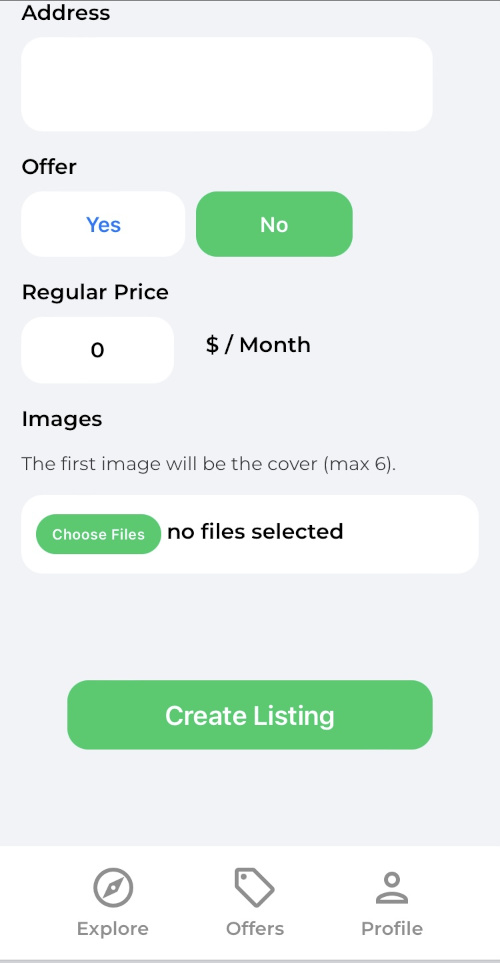 Address
Offer
Yes No
Regular Price
0 $ / Month
Images
The first image will be the cover (max 6).
Choose Files no files selected
Create Listing
Explore Offers Profile